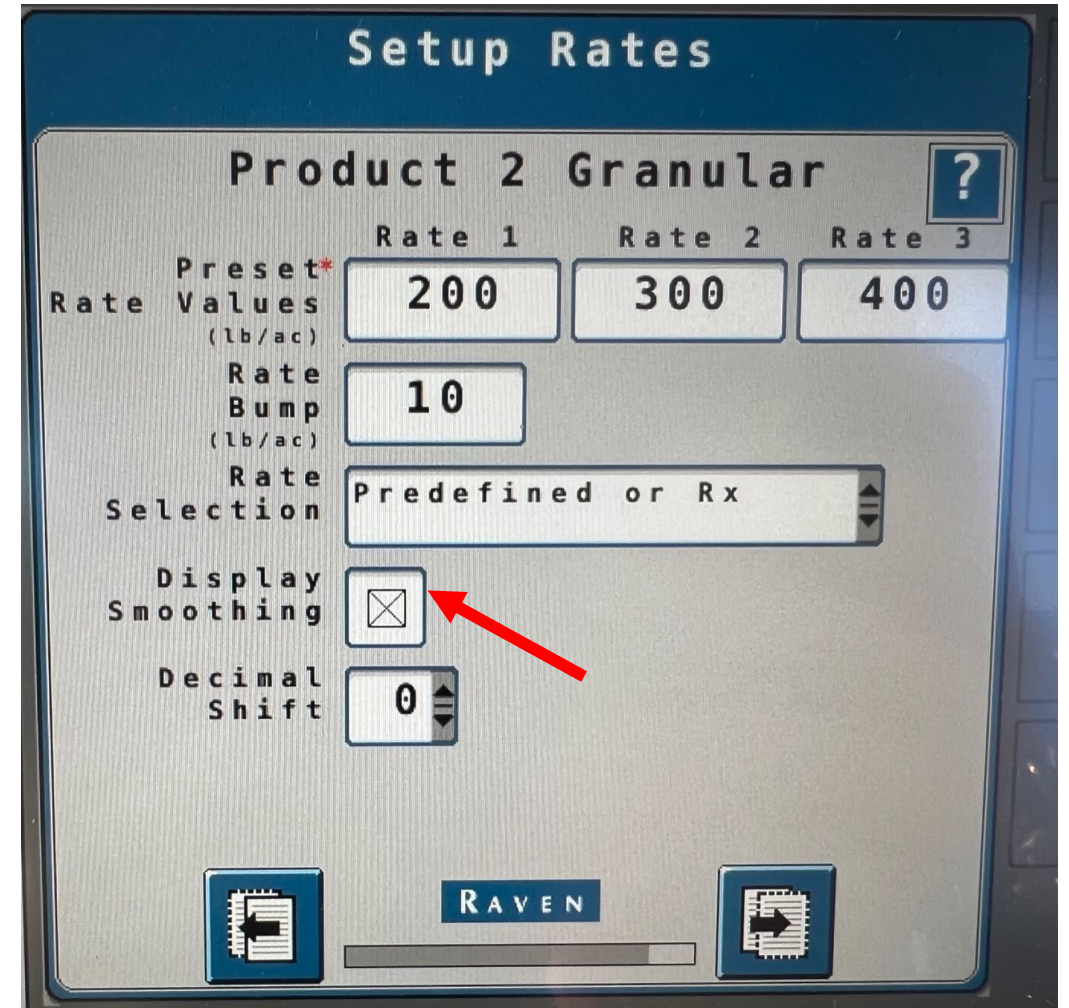 Setup Rates
Product 2 Granular
?
Rate 1 Rate 2 Rate 3
Preset*
Rate Values
(lb/ac)
200 300 400
Rate
Bump
(lb/ac)
10
Rate
Selection
Predefined or Rx
Display
Smoothing
Decimal
Shift
0
RAVEN